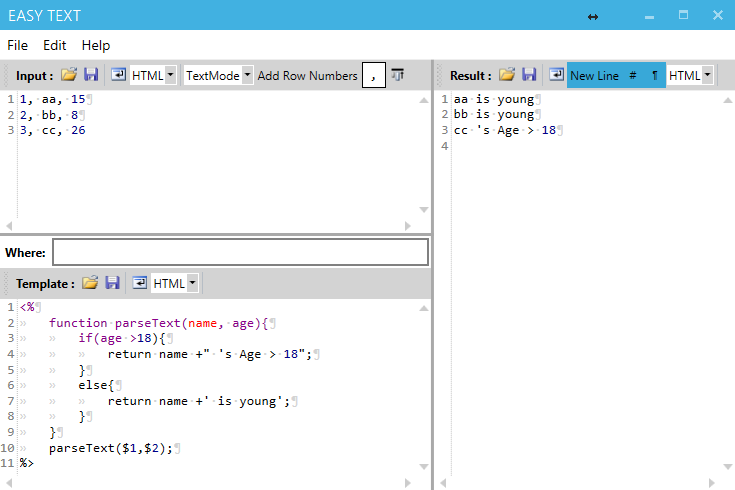 EASY TEXT
File Edit Help
Input : HTML TextMode Add Row Numbers ,
1 1, aa, 15¶
2 2, bb, 8¶
3 3, cc, 26
Result : New Line # ¶ HTML
1 aa is young¶
2 bb is young¶
3 cc 's Age > 18¶
4
Where:
Template : HTML
1 <%¶
2 function parseText(name, age){¶
3 if(age >18){¶
4 return name +" 's Age > 18";¶
5 }¶
6 else{¶
7 return name +' is young';¶
8 }¶
9 }¶
10 parseText($1,$2);¶
11 %>